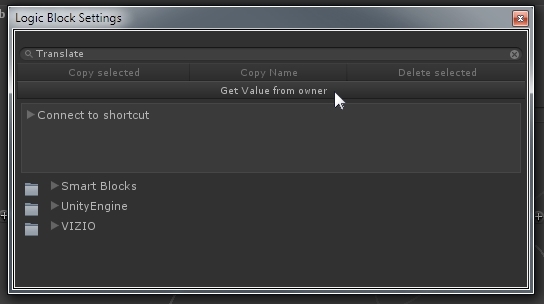 Logic Block Settings
Translate
Copy selected Copy Name Delete selected
Get Value from owner
Connect to shortcut
Smart Blocks
UnityEngine
VIZIO